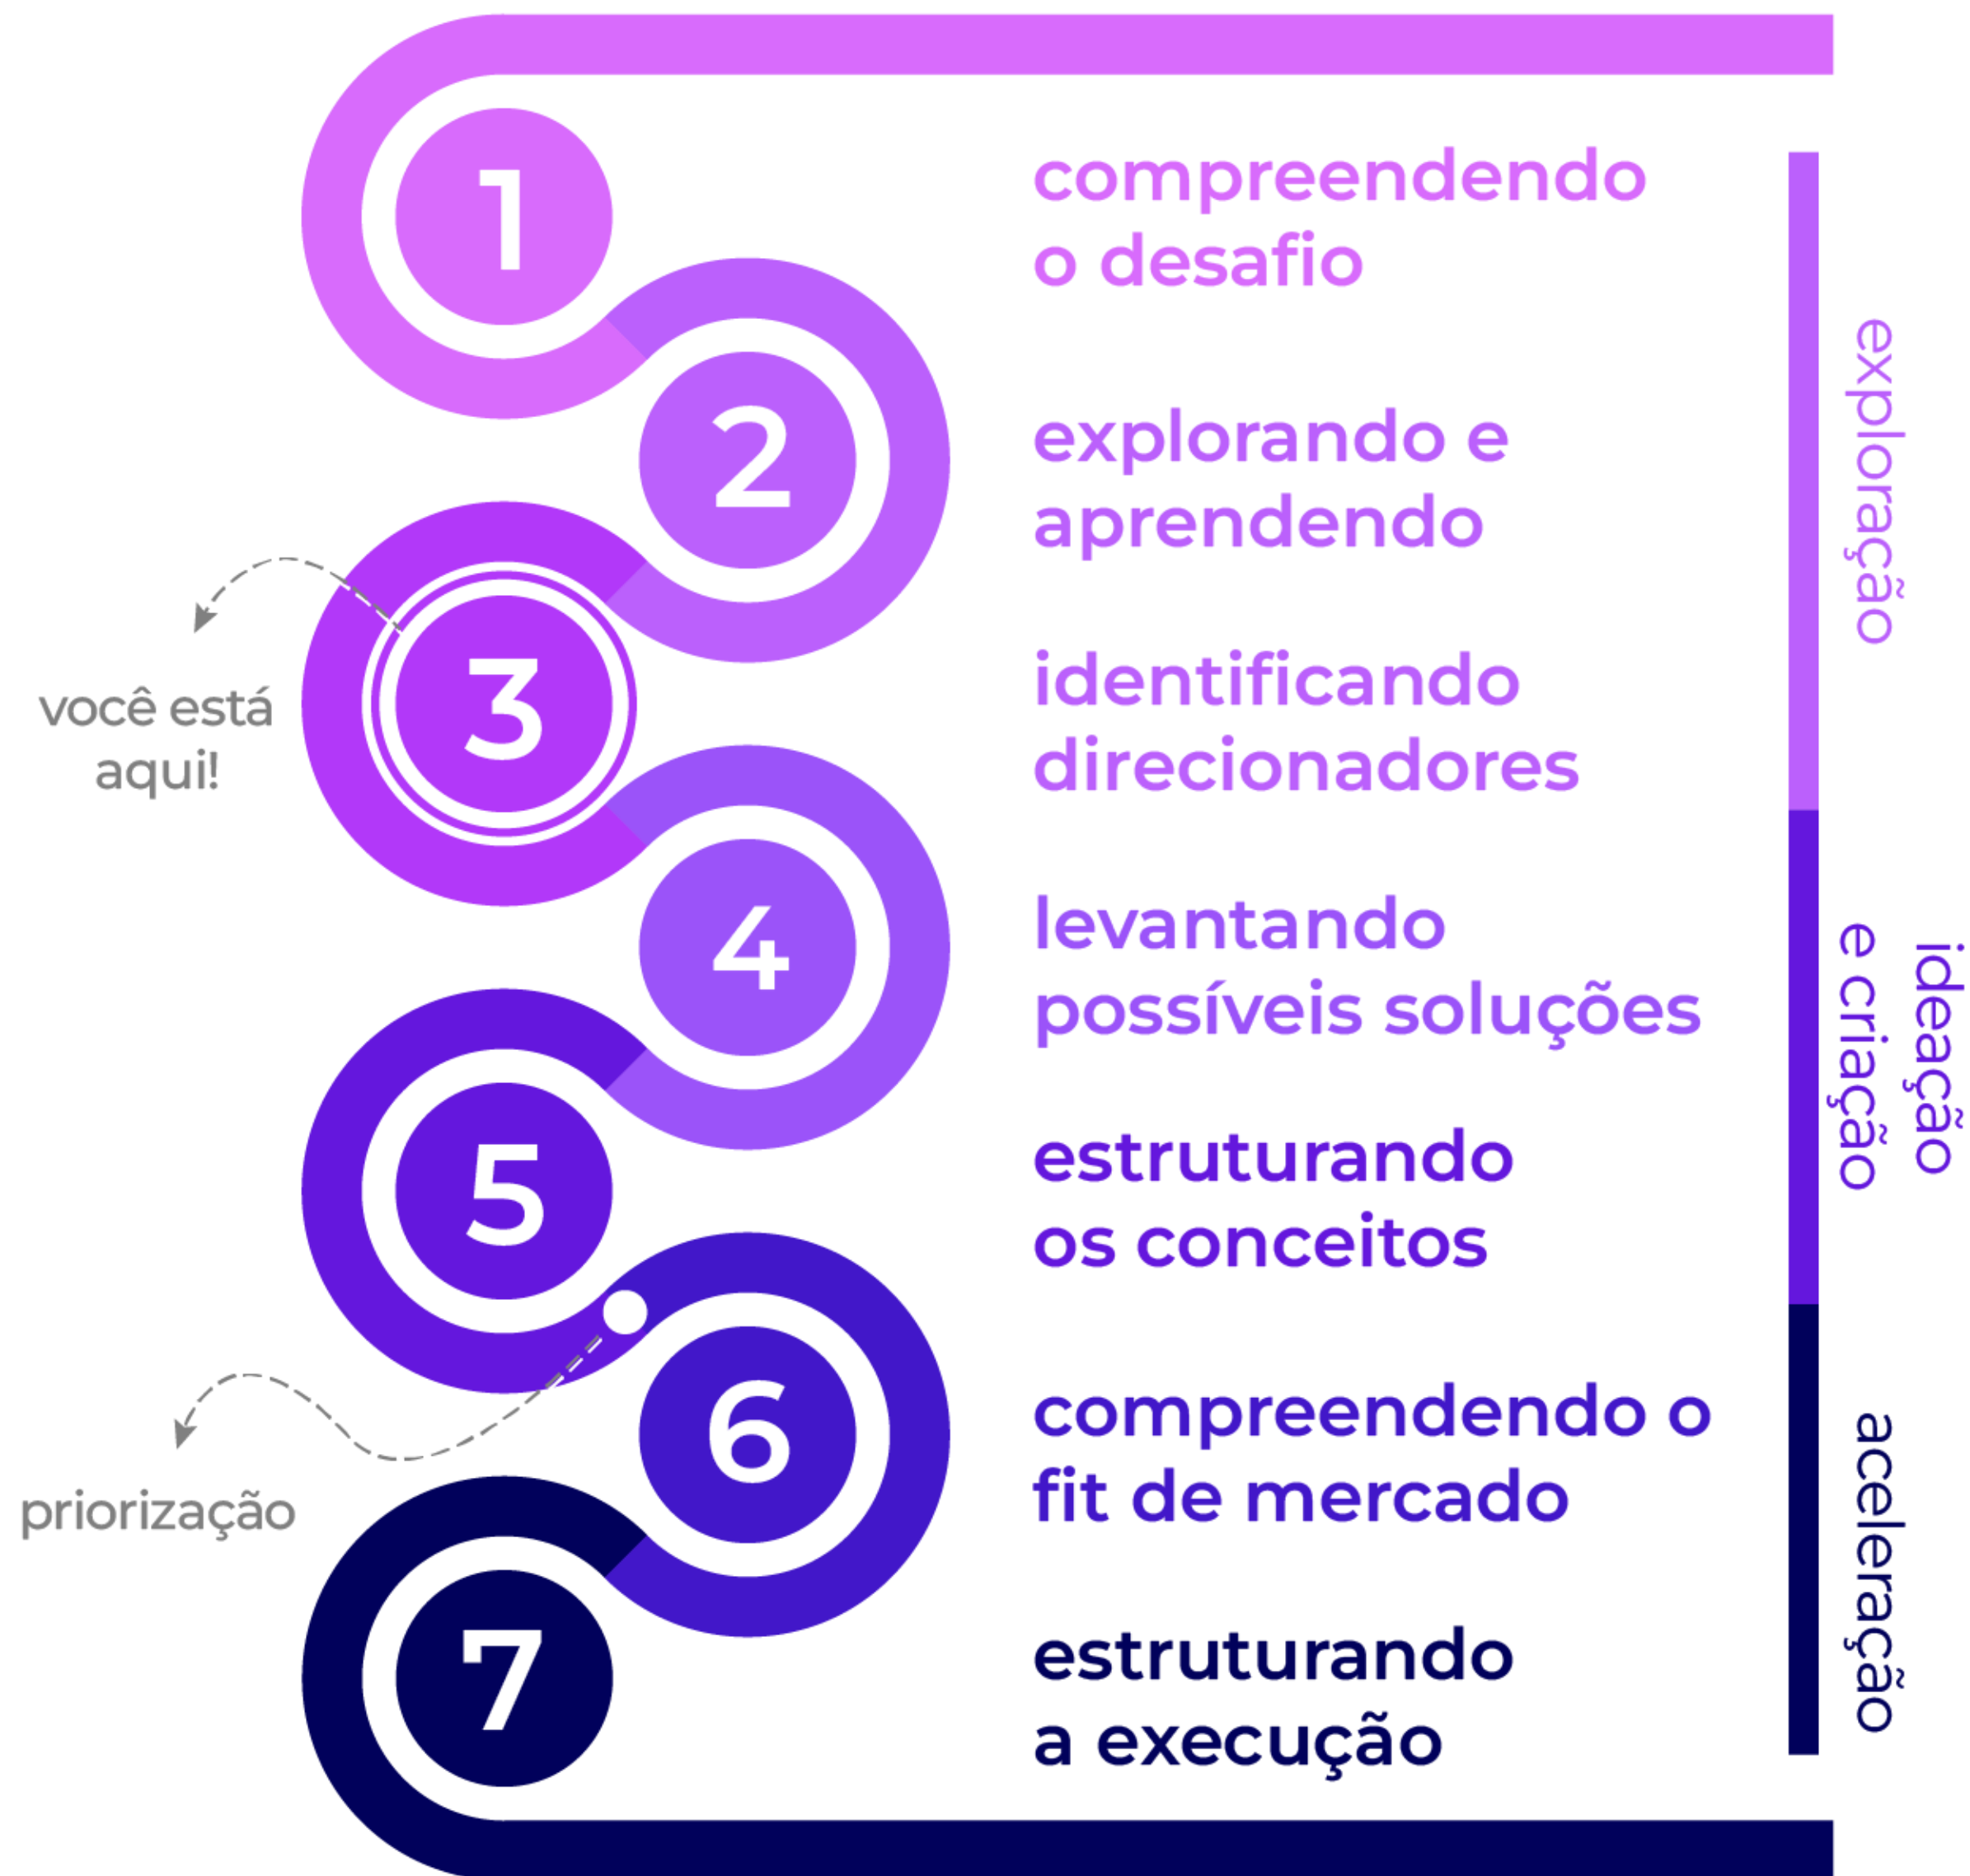 1
compreendendo
o desafio
2
explorando e
aprendendo
exploração
3
você está
aqui!
identificando
direcionadores
4
levantando
possíveis soluções
ideação
e criação
5
estruturando
os conceitos
priorização
6
compreendendo o
fit de mercado
aceleração
7
estruturando
a execução